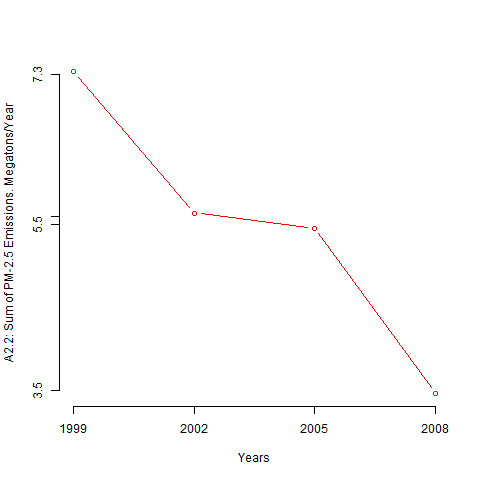 A2.2: Sum of PM-2.5 Emissions. Megatons/Year
7.3
5.5
3.5
1999 2002 2005 2008
Years